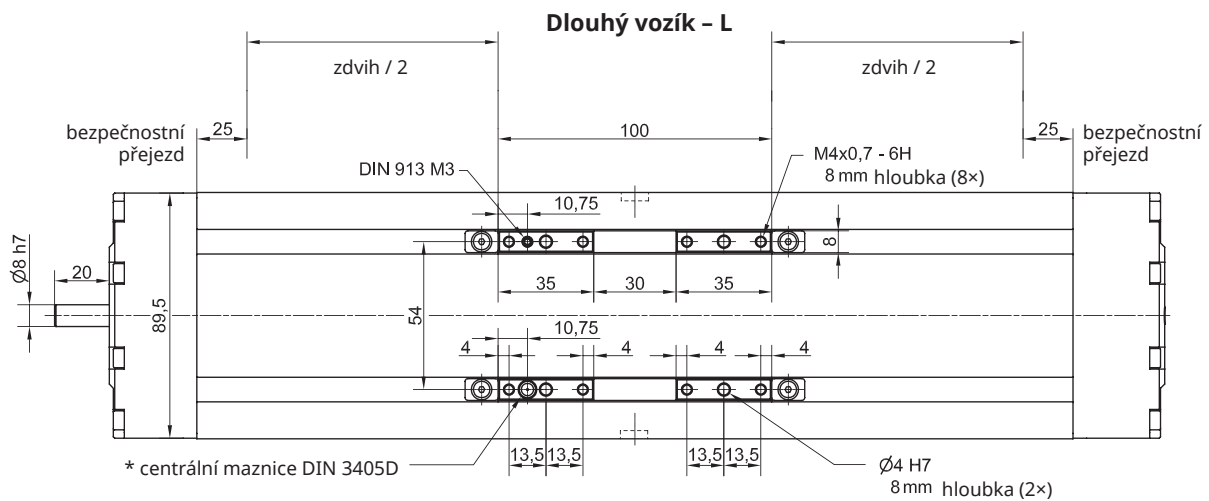 Dlouhý vozík – L
zdvih / 2
zdvih / 2
bezpečnostní
přejezd
25
100
25
bezpečnostní
přejezd
DIN 913 M3
M4x0,7 - 6H
8 mm hloubka (8×)
10,75
8
Ø8 h7
20
89,5
54
35
30
35
10,75
4
4
4
4
13,5
13,5
13,5
13,5
* centrální maznice DIN 3405D
Ø4 H7
8 mm hloubka (2×)